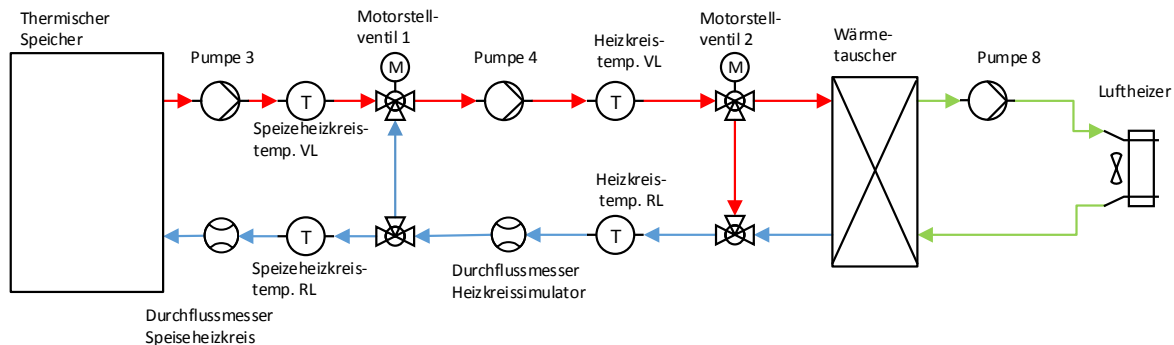 Thermischer
Speicher
Pumpe 3
Motorstell-
ventil 1
Pumpe 4
Heizkreis-
temp. VL
Motorstell-
ventil 2
Wärme-
tauscher
Pumpe 8
Luftheizer
M
M
T
T
Speizeheizkreis-
temp. VL
Heizkreis-
temp. RL
T
T
Speizeheizkreis-
temp. RL
Durchflussmesser
Heizkreissimulator
Durchflussmesser
Speiseheizkreis